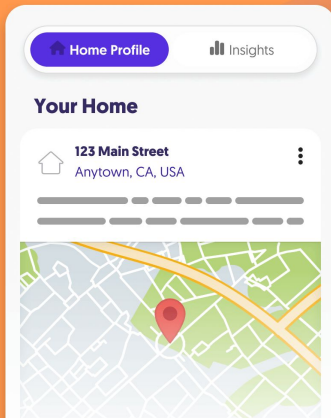 Home Profile
Insights
Your Home
123 Main Street
Anytown, CA, USA